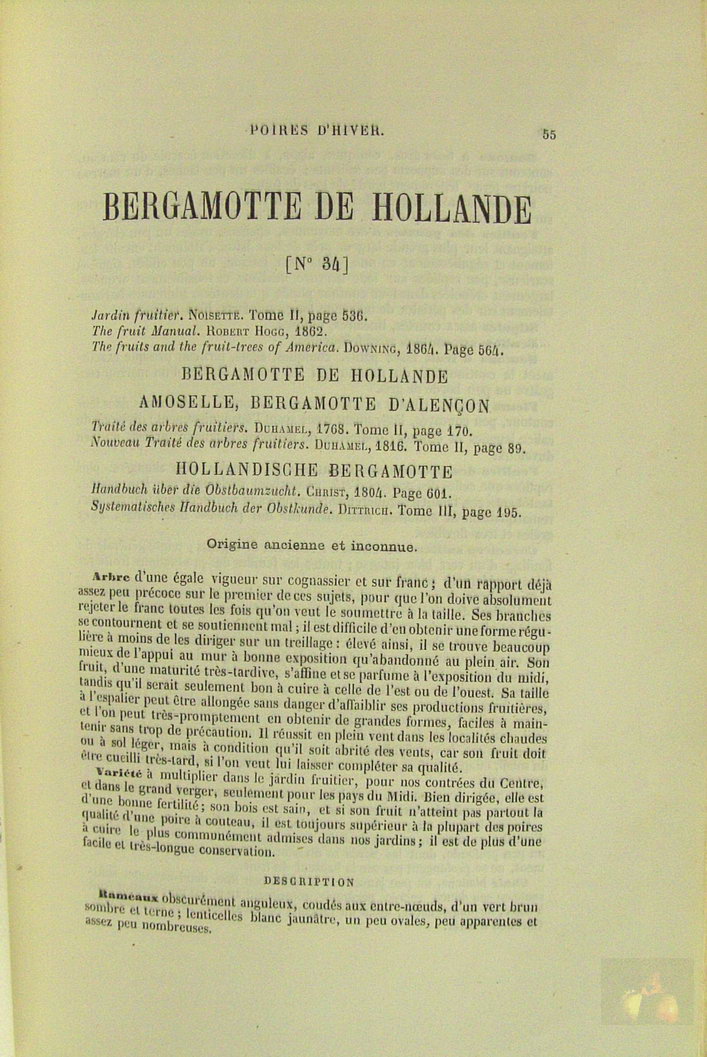 POIRES D'HIVER.
55
BERGAMOTTE DE HOLLANDE
[N° 34]
Jardin fruitier. NOISETTE. Tome II, page 536.
The fruit Manual. ROBERT HOGG, 1862.
The fruits and the fruit-trees of America. DOWNING, 1864. Page 564.
BERGAMOTTE DE HOLLANDE
AMOSELLE, BERGAMOTTE D'ALENÇON
Traité des arbres fruitiers. DUHAMEL, 1768. Tome II, page 170.
Nouveau Traité des arbres fruitiers. DUHAMEL, 1816. Tome II, page 89.
HOLLANDISCHE BERGAMOTTE
Handbuch über die Obstbaumzucht. CHRIST, 1804. Page 601.
Systematisches Handbuch der Obstkunde. DITTRICH. Tome III, page 195.
Origine ancienne et inconnue.
Arbre d'une égale vigueur sur cognassier et sur franc; d'un rapport déjà
assez peu précoce sur le premier de ces sujets, pour que l'on doive absolument
rejeter le franc toutes les fois qu'on veut le soumettre à la taille. Ses branches
se contournent et se soutiennent mal; il est difficile d'en obtenir une forme régu-
lière à moins de les diriger sur un treillage: élevé ainsi, il se trouve beaucoup
mieux de l'appui au mur à bonne exposition qu'abandonné au plein air. Son
fruit, d'une maturité très-tardive, s'affine et se parfume à l'exposition du midi,
tandis qu'il serait seulement bon à cuire à celle de l'est ou de l'ouest. Sa taille
à l'espalier peut être allongée sans danger d'affaiblir ses productions fruitières,
et l'on peut très-promptement en obtenir de grandes formes, faciles à main-
tenir sans trop de précaution. Il réussit en plein vent dans les localités chaudes
ou à sol léger, mais à condition qu'il soit abrité des vents, car son fruit doit
être cueilli très-tard, si l'on veut lui laisser compléter sa qualité.
Variété à multiplier dans le jardin fruitier, pour nos contrées du Centre,
et dans le grand verger, seulement pour les pays du Midi. Bien dirigée, elle est
d'une bonne fertilité; son bois est sain, et si son fruit n'atteint pas partout la
qualité d'une poire à couteau, il est toujours supérieur à la plupart des poires
à cuire le plus communément admises dans nos jardins; il est de plus d'une
facile et très-longue conservation.
DESCRIPTION
Rameaux obscurément anguleux, coudés aux entre-nœuds, d'un vert brun
sombre et terne; lenticelles blanc jaunâtre, un peu ovales, peu apparentes et
assez peu nombreuses.